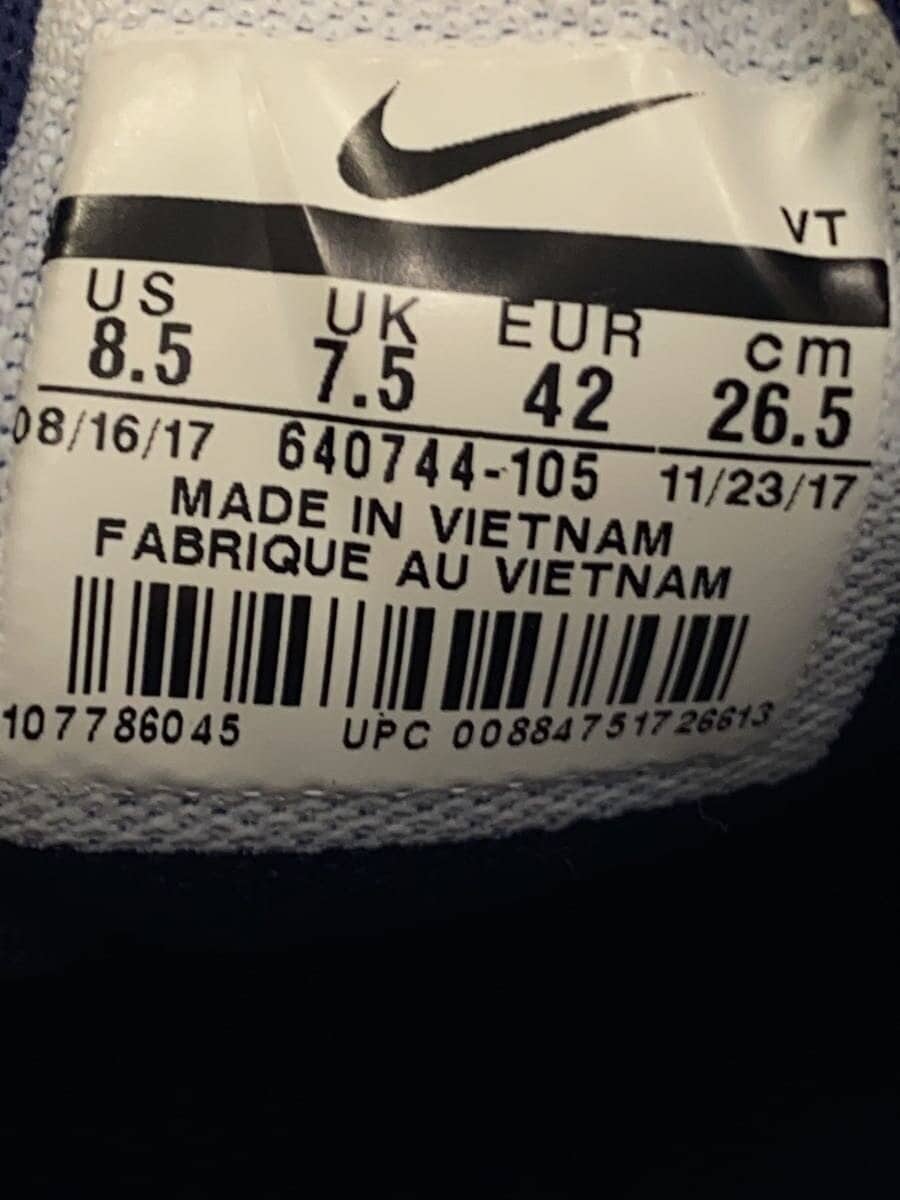 VT
US UK EUR cm
8.5 7.5 42 26.5
08/16/17 640744-105 11/23/17
MADE IN VIETNAM
FABRIQUE AU VIETNAM
107786045 UPC 00884751726613